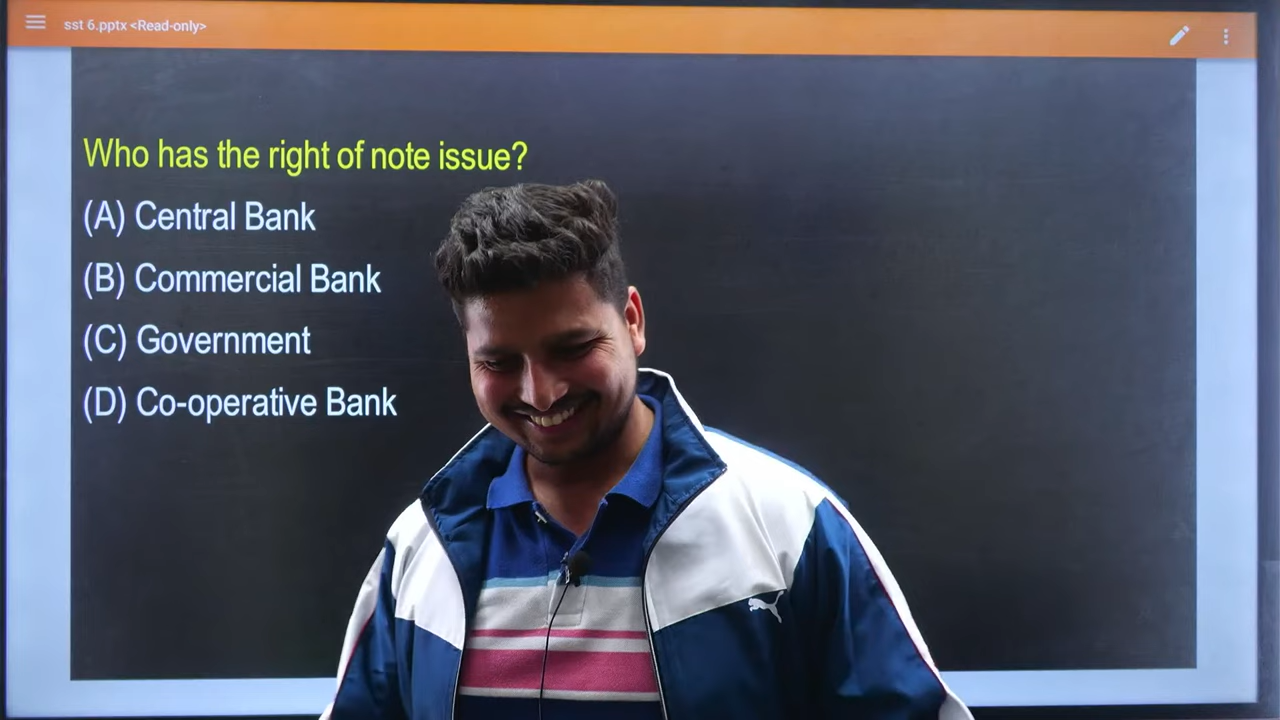 sst 6.pptx <Read-only>
Who has the right of note issue?
(A) Central Bank
(B) Commercial Bank
(C) Government
(D) Co-operative Bank